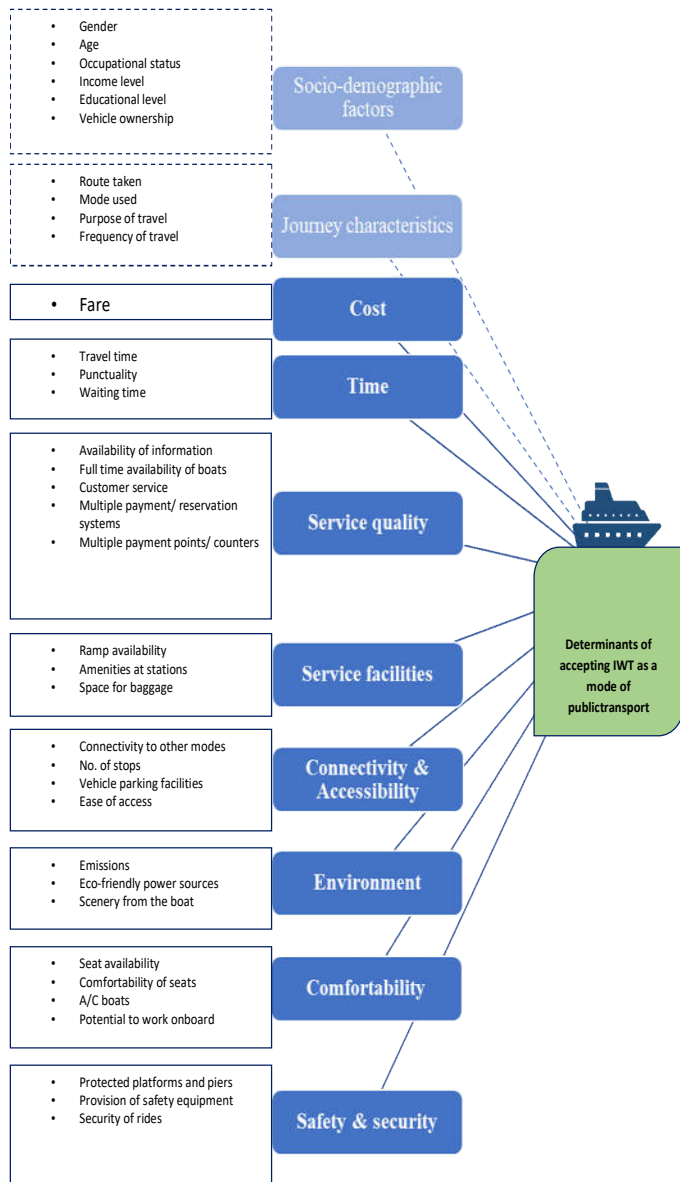 • Gender
• Age
• Occupational status
• Income level
• Educational level
• Vehicle ownership
Socio-demographic
factors
• Route taken
• Mode used
• Purpose of travel
• Frequency of travel
Journey characteristics
• Fare
Cost
• Travel time
• Punctuality
• Waiting time
Time
• Availability of information
• Full time availability of boats
• Customer service
• Multiple payment/ reservation
systems
• Multiple payment points/ counters
Service quality
• Ramp availability
• Amenities at stations
• Space for baggage
Service facilities
• Connectivity to other modes
• No. of stops
• Vehicle parking facilities
• Ease of access
Connectivity &
Accessibility
• Emissions
• Eco-friendly power sources
• Scenery from the boat
Environment
• Seat availability
• Comfortability of seats
• A/C boats
• Potential to work onboard
Comfortability
• Protected platforms and piers
• Provision of safety equipment
• Security of rides
Safety & security
Determinants of
accepting IWT as a
mode of
publictransport